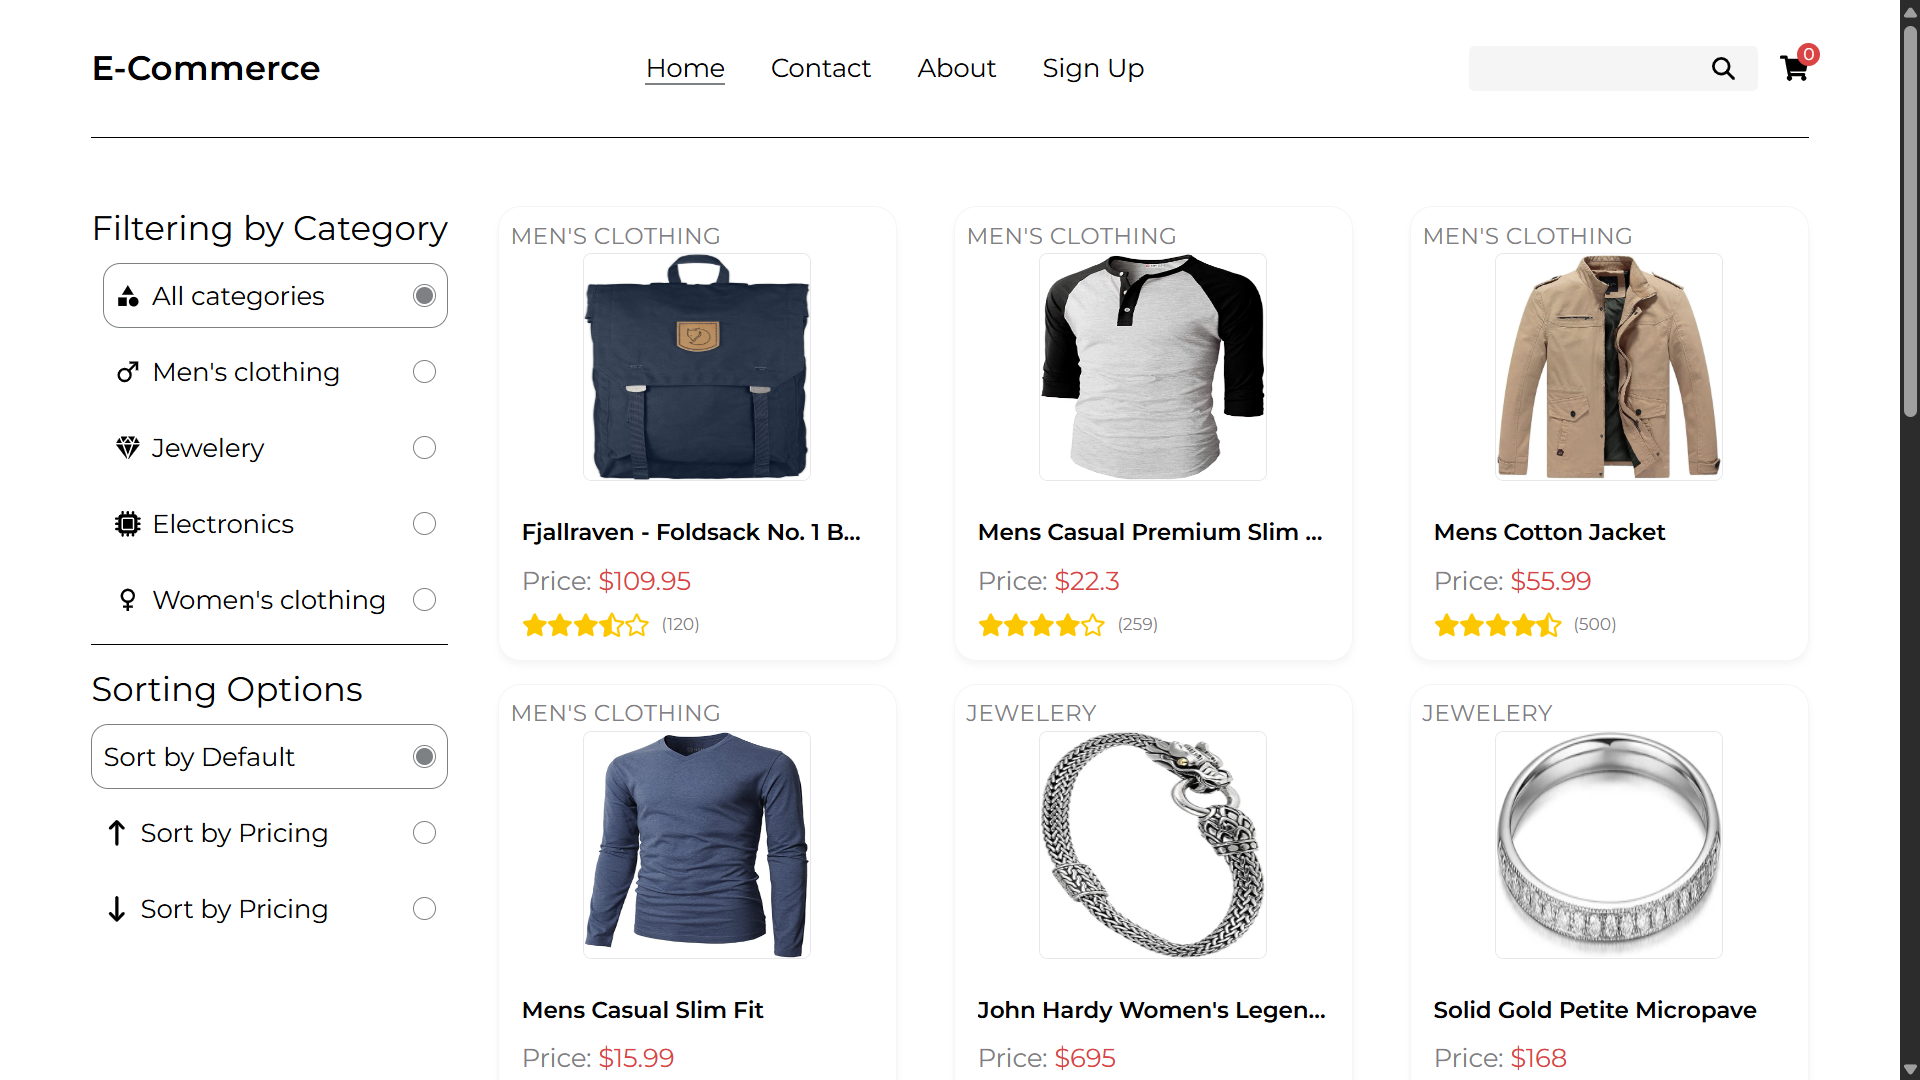 E-Commerce
Home
Contact
About
Sign Up
0
Filtering by Category
All categories
Men's clothing
Jewelery
Electronics
Women's clothing
Sorting Options
Sort by Default
Sort by Pricing
Sort by Pricing
MEN'S CLOTHING
Fjallraven - Foldsack No. 1 B...
Price: $109.95
(120)
MEN'S CLOTHING
Mens Casual Premium Slim ...
Price: $22.3
(259)
MEN'S CLOTHING
Mens Cotton Jacket
Price: $55.99
(500)
MEN'S CLOTHING
Mens Casual Slim Fit
Price: $15.99
JEWELERY
John Hardy Women's Legen...
Price: $695
JEWELERY
Solid Gold Petite Micropave
Price: $168